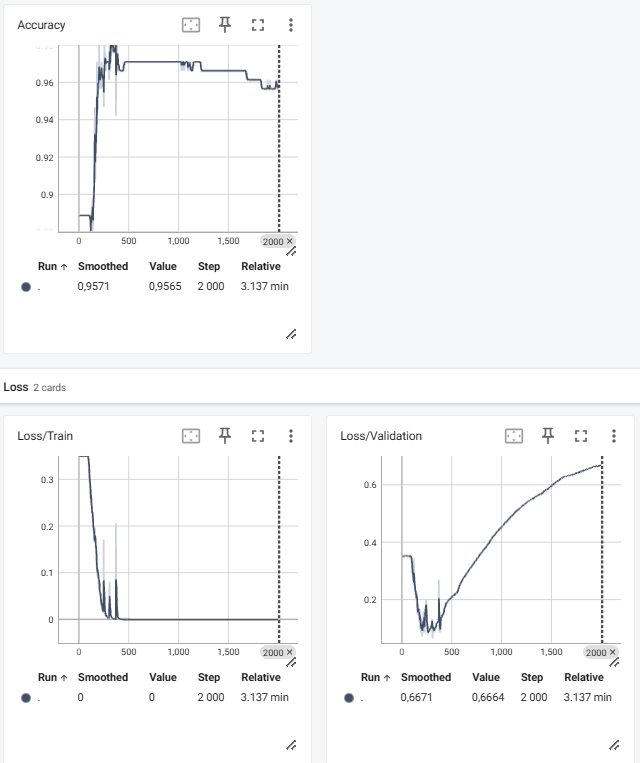 Accuracy
0.96
0.94
0.92
0.9
0 500 1,000 1,500 2000 ×
Run ↑ Smoothed Value Step Relative
. 0,9571 0,9565 2 000 3.137 min
Loss 2 cards
Loss/Train
0.3
0.2
0.1
0
0 500 1,000 1,500 2000 ×
Run ↑ Smoothed Value Step Relative
. 0 0 2 000 3.137 min
Loss/Validation
0.6
0.4
0.2
0 500 1,000 1,500 2000 ×
Run ↑ Smoothed Value Step Relative
. 0,6671 0,6664 2 000 3.137 min